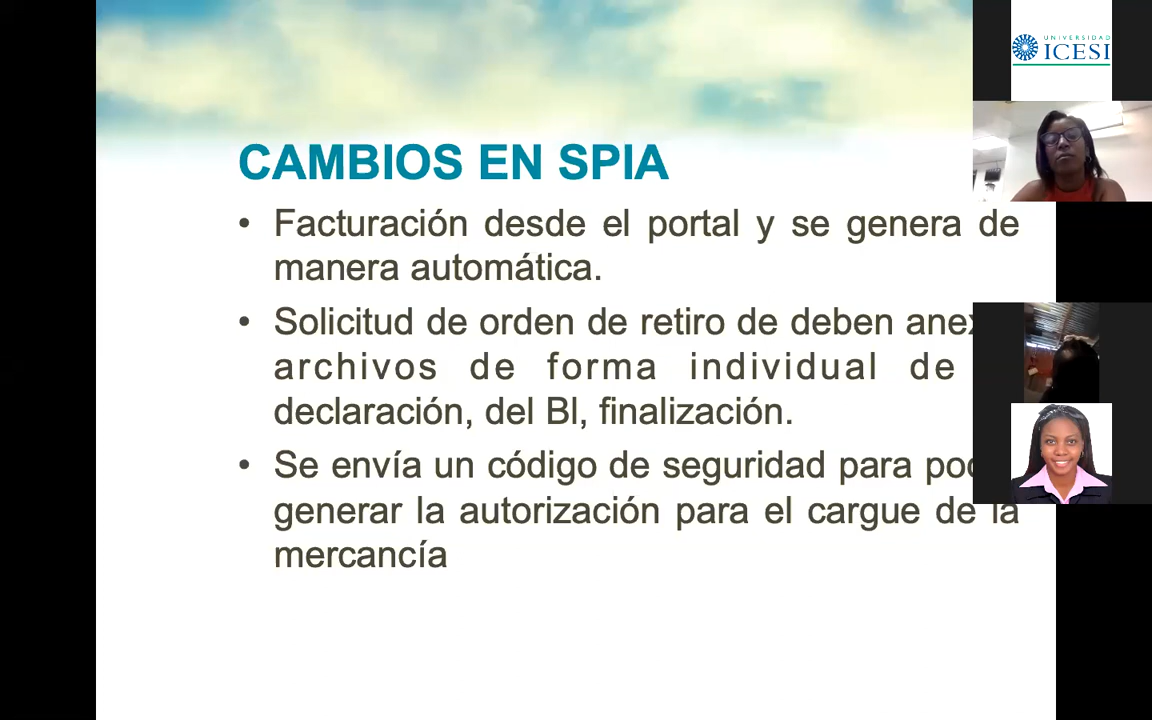 UNIVERSIDAD
ICESI
CAMBIOS EN SPIA
• Facturación desde el portal y se genera de
manera automática.
• Solicitud de orden de retiro de deben
archivos de forma individual de
declaración, del Bl, finalización.
• Se envía un código de seguridad para
generar la autorización para el cargue de la
mercancía